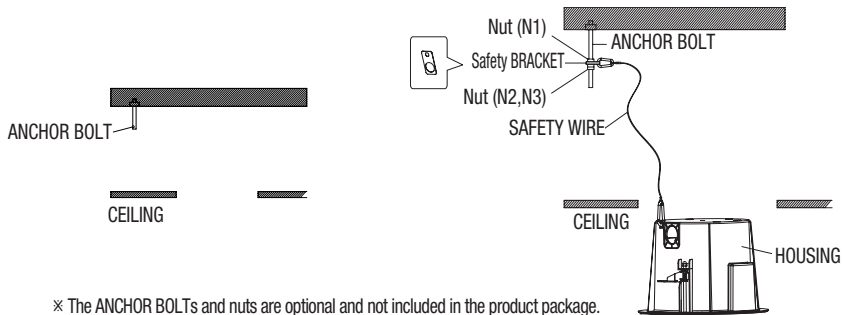 ANCHOR BOLT
CEILING
Nut (N1)
ANCHOR BOLT
Safety BRACKET
Nut (N2,N3)
SAFETY WIRE
CEILING
HOUSING
※ The ANCHOR BOLTs and nuts are optional and not included in the product package.